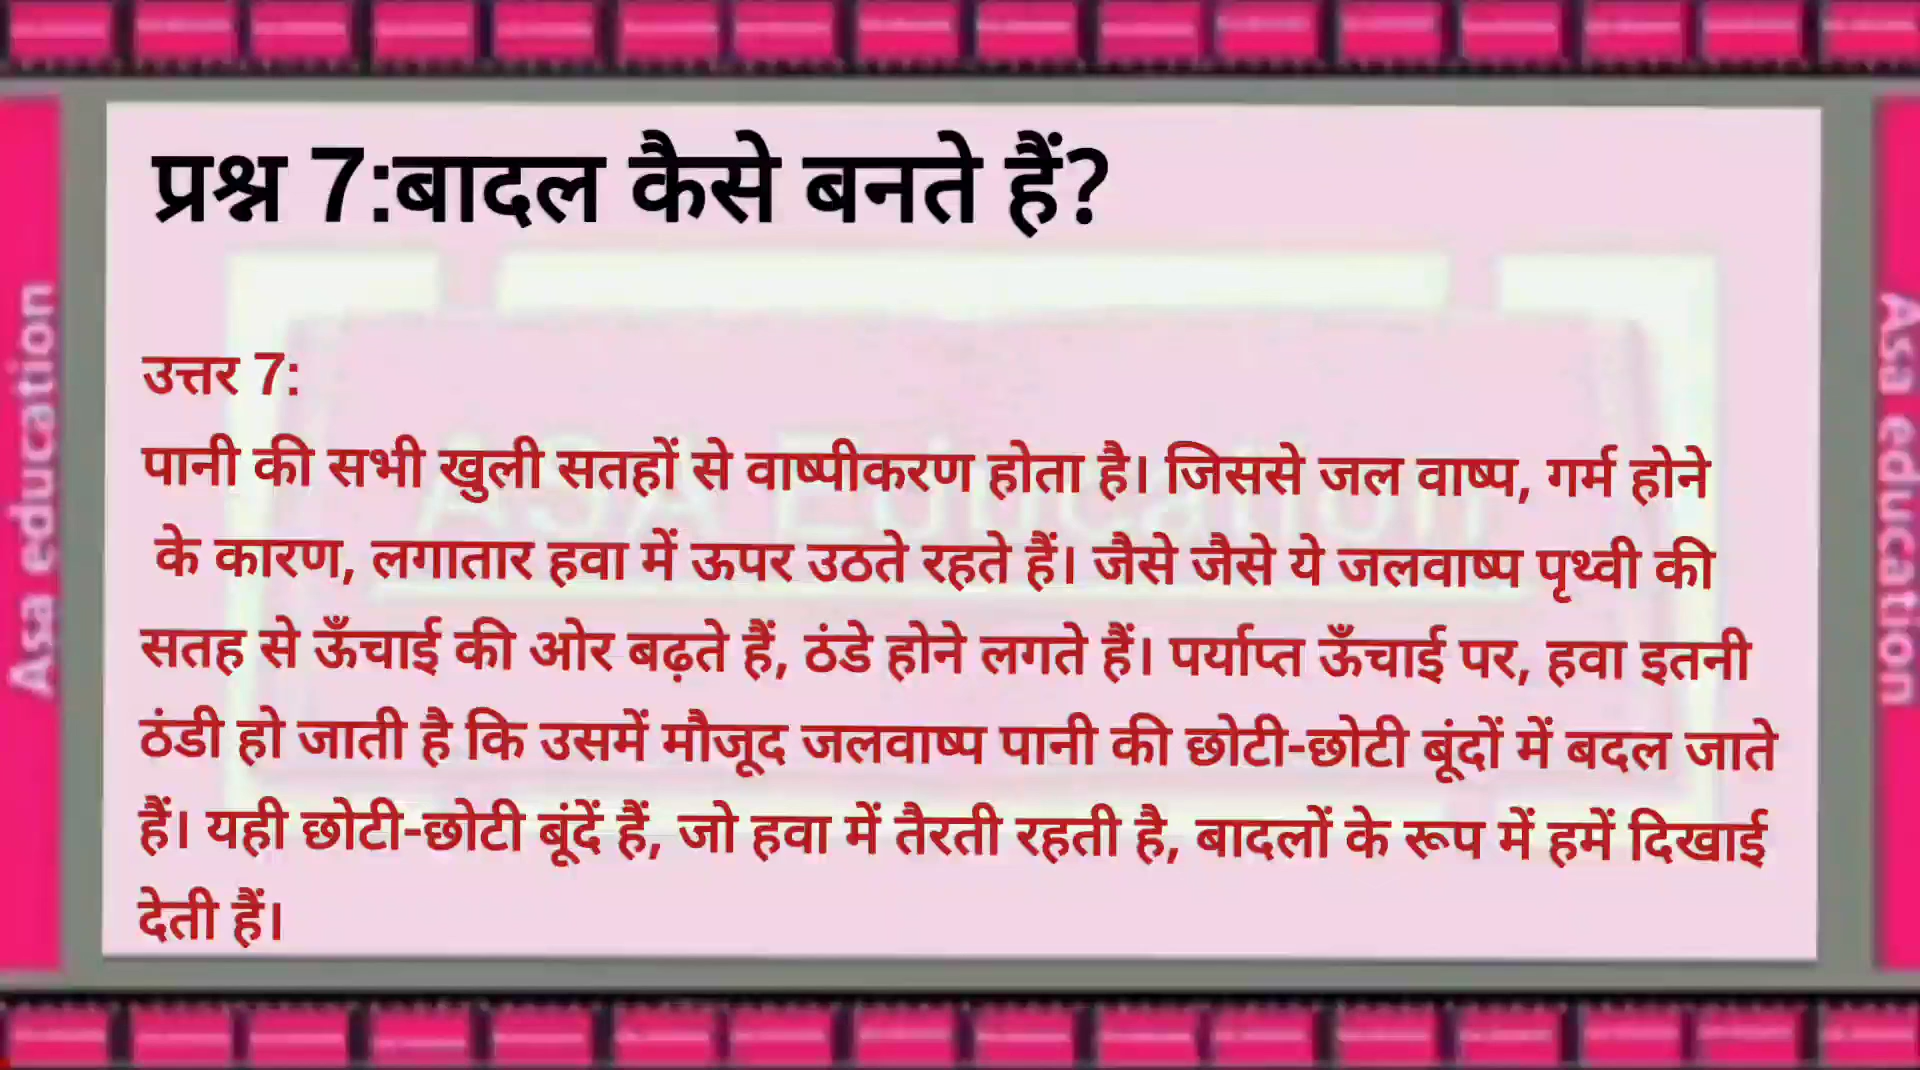 प्रश्न 7:बादल कैसे बनते हैं?
उत्तर 7:
पानी की सभी खुली सतहों से वाष्पीकरण होता है। जिससे जल वाष्प, गर्म होने
के कारण, लगातार हवा में ऊपर उठते रहते हैं। जैसे जैसे ये जलवाष्प पृथ्वी की
सतह से ऊँचाई की ओर बढ़ते हैं, ठंडे होने लगते हैं। पर्याप्त ऊँचाई पर, हवा इतनी
ठंडी हो जाती है कि उसमें मौजूद जलवाष्प पानी की छोटी-छोटी बूंदों में बदल जाते
हैं। यही छोटी-छोटी बूंदें हैं, जो हवा में तैरती रहती है, बादलों के रूप में हमें दिखाई
देती हैं।
ASA Education
Asa education
Asa education